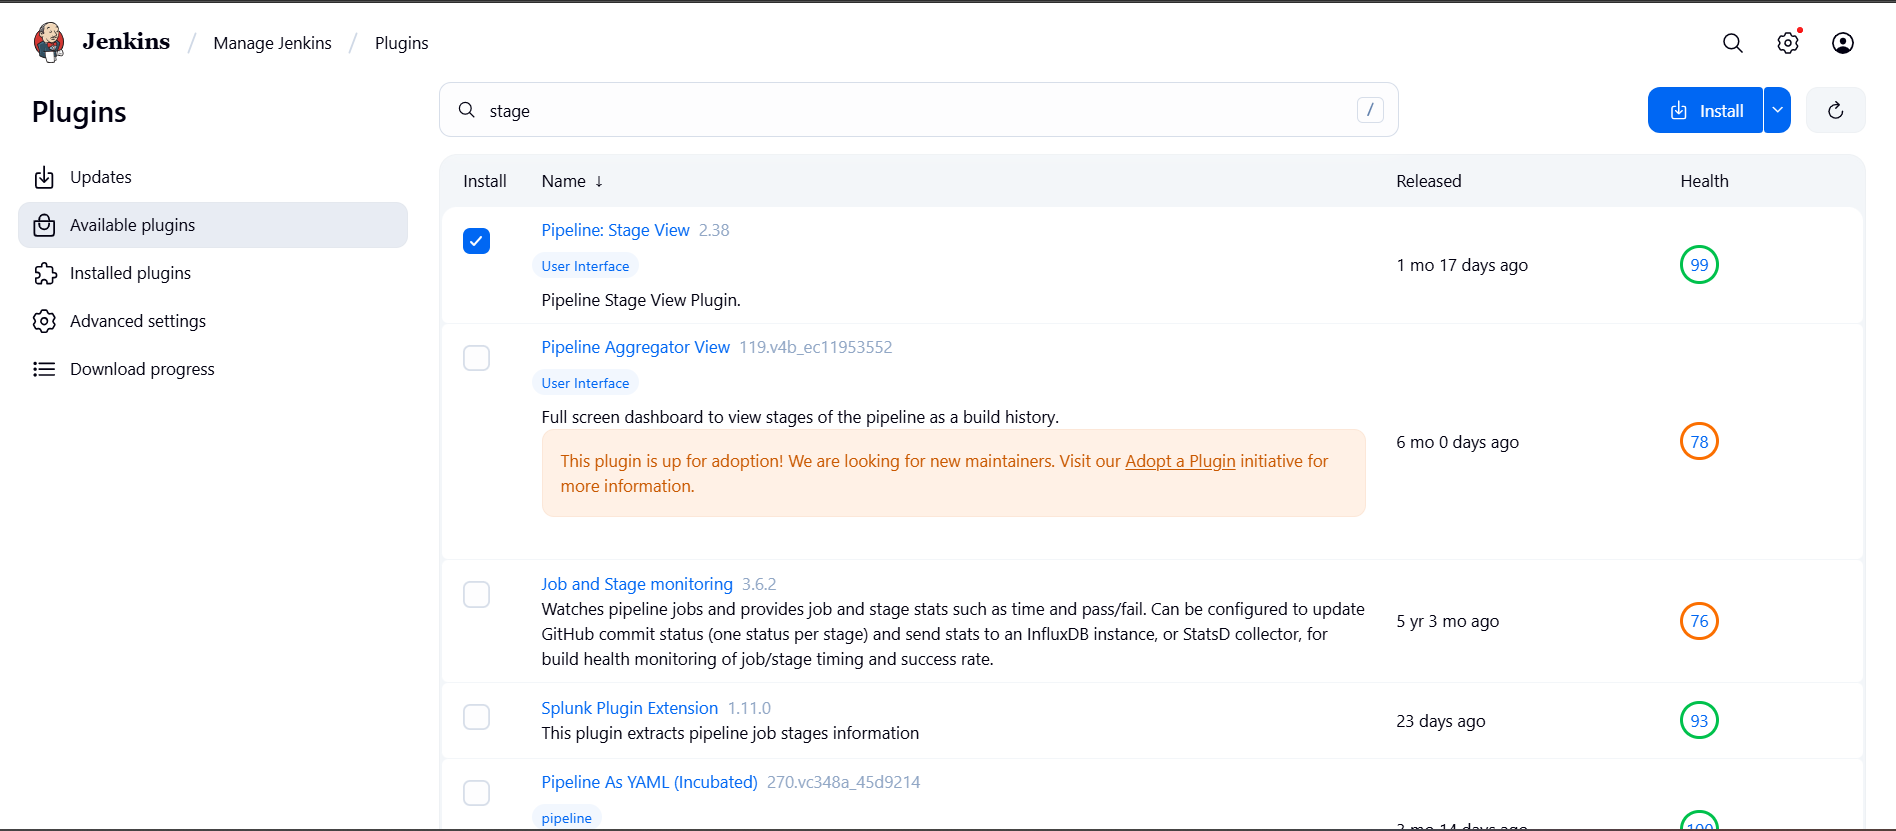 Jenkins / Manage Jenkins / Plugins
Plugins
stage /
Install
Updates
Available plugins
Installed plugins
Advanced settings
Download progress
Install Name ↓ Released Health
Pipeline: Stage View 2.38
User Interface
Pipeline Stage View Plugin.
1 mo 17 days ago
99
Pipeline Aggregator View 119.v4b_ec11953552
User Interface
Full screen dashboard to view stages of the pipeline as a build history.
This plugin is up for adoption! We are looking for new maintainers. Visit our Adopt a Plugin initiative for
more information.
6 mo 0 days ago
78
Job and Stage monitoring 3.6.2
Watches pipeline jobs and provides job and stage stats such as time and pass/fail. Can be configured to update
GitHub commit status (one status per stage) and send stats to an InfluxDB instance, or StatsD collector, for
build health monitoring of job/stage timing and success rate.
5 yr 3 mo ago
76
Splunk Plugin Extension 1.11.0
This plugin extracts pipeline job stages information
23 days ago
93
Pipeline As YAML (Incubated) 270.vc348a_45d9214
pipeline
3 mo 14 days ago
100